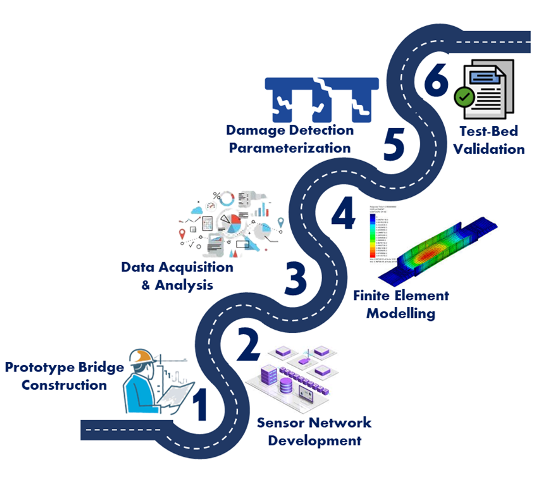 6
Test-Bed
Validation
Damage Detection
Parameterization
5
4
Finite Element
Modelling
Data Acquisition
& Analysis
3
2
Sensor Network
Development
Prototype Bridge
Construction
1